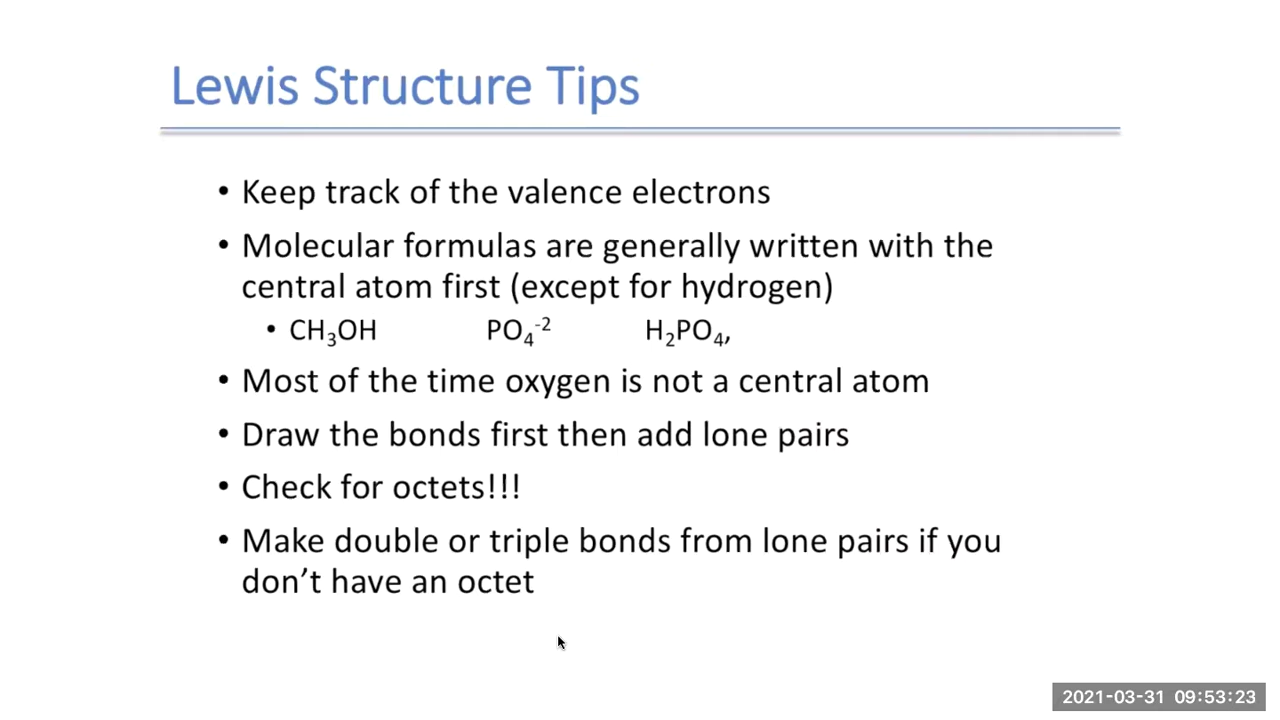 Lewis Structure Tips
• Keep track of the valence electrons
• Molecular formulas are generally written with the
central atom first (except for hydrogen)
• CH₃OH PO₄⁻² H₂PO₄,
• Most of the time oxygen is not a central atom
• Draw the bonds first then add lone pairs
• Check for octets!!!
• Make double or triple bonds from lone pairs if you
don’t have an octet
2021-03-31 09:53:23